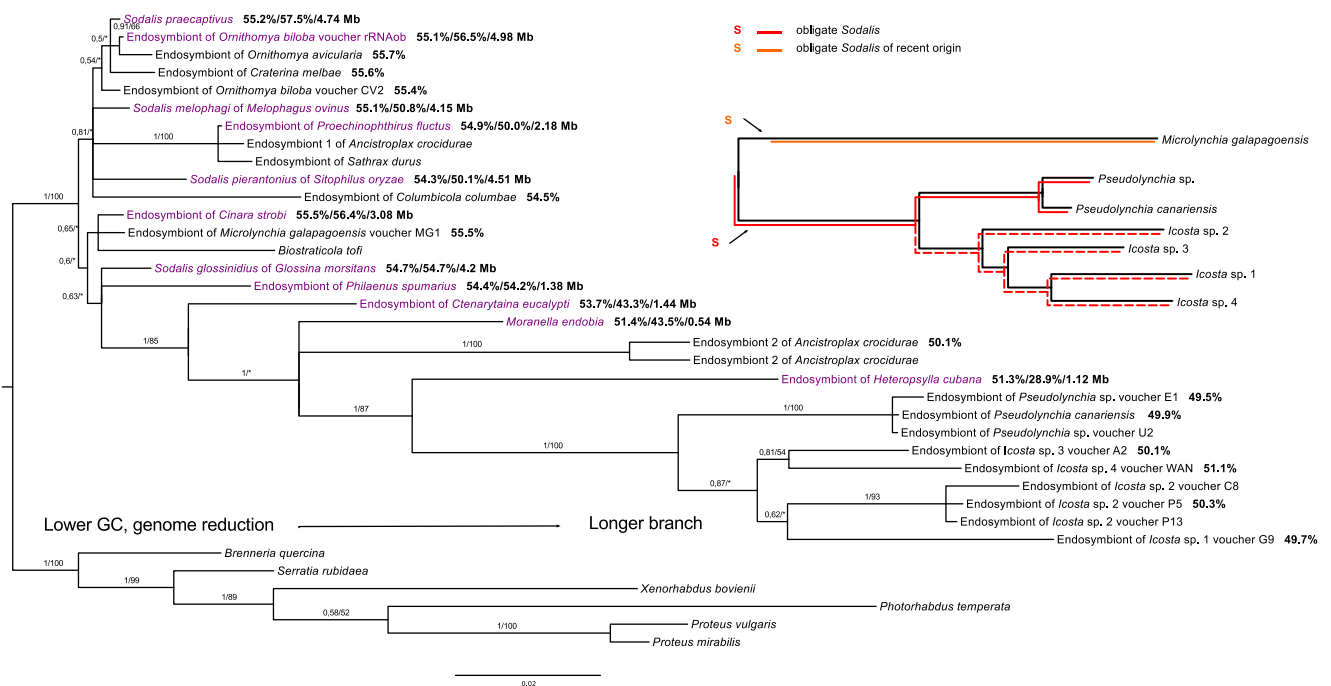 Sodalis praecaptivus 55.2%/57.5%/4.74 Mb
0,91/66
Endosymbiont of Ornithomya biloba voucher rRNAob 55.1%/56.5%/4.98 Mb
0,5/*
Endosymbiont of Ornithomya avicularia 55.7%
0,54/*
Endosymbiont of Craterina melbae 55.6%
Endosymbiont of Ornithomya biloba voucher CV2 55.4%
Sodalis melophagi of Melophagus ovinus 55.1%/50.8%/4.15 Mb
0,81/*
Endosymbiont of Proechinophthirus fluctus 54.9%/50.0%/2.18 Mb
1/100
Endosymbiont 1 of Ancistroplax crocidurae
Endosymbiont of Sathrax durus
Sodalis pierantonius of Sitophilus oryzae 54.3%/50.1%/4.51 Mb
Endosymbiont of Columbicola columbae 54.5%
1/100
Endosymbiont of Cinara strobi 55.5%/56.4%/3.08 Mb
0,65/*
Endosymbiont of Microlynchia galapagoensis voucher MG1 55.5%
Biostraticola tofi
0,6/*
Sodalis glossinidius of Glossina morsitans 54.7%/54.7%/4.2 Mb
Endosymbiont of Philaenus spumarius 54.4%/54.2%/1.38 Mb
0,63/*
Endosymbiont of Ctenarytaina eucalypti 53.7%/43.3%/1.44 Mb
Moranella endobia 51.4%/43.5%/0.54 Mb
1/85
Endosymbiont 2 of Ancistroplax crocidurae 50.1%
1/100
Endosymbiont 2 of Ancistroplax crocidurae
1/*
Endosymbiont of Heteropsylla cubana 51.3%/28.9%/1.12 Mb
Endosymbiont of Pseudolynchia sp. voucher E1 49.5%
1/87
1/100
Endosymbiont of Pseudolynchia canariensis 49.9%
Endosymbiont of Pseudolynchia sp. voucher U2
1/100
Endosymbiont of Icosta sp. 3 voucher A2 50.1%
0,81/54
Endosymbiont of Icosta sp. 4 voucher WAN 51.1%
0,87/*
Endosymbiont of Icosta sp. 2 voucher C8
1/93
Endosymbiont of Icosta sp. 2 voucher P5 50.3%
Endosymbiont of Icosta sp. 2 voucher P13
0,62/*
Endosymbiont of Icosta sp. 1 voucher G9 49.7%
Lower GC, genome reduction
Longer branch
Brenneria quercina
1/100
Serratia rubidaea
1/99
Xenorhabdus bovienii
1/89
Photorhabdus temperata
0,58/52
Proteus vulgaris
1/100
Proteus mirabilis
0.02
S obligate Sodalis
S obligate Sodalis of recent origin
S
Microlynchia galapagoensis
Pseudolynchia sp.
Pseudolynchia canariensis
S
Icosta sp. 2
Icosta sp. 3
Icosta sp. 1
Icosta sp. 4